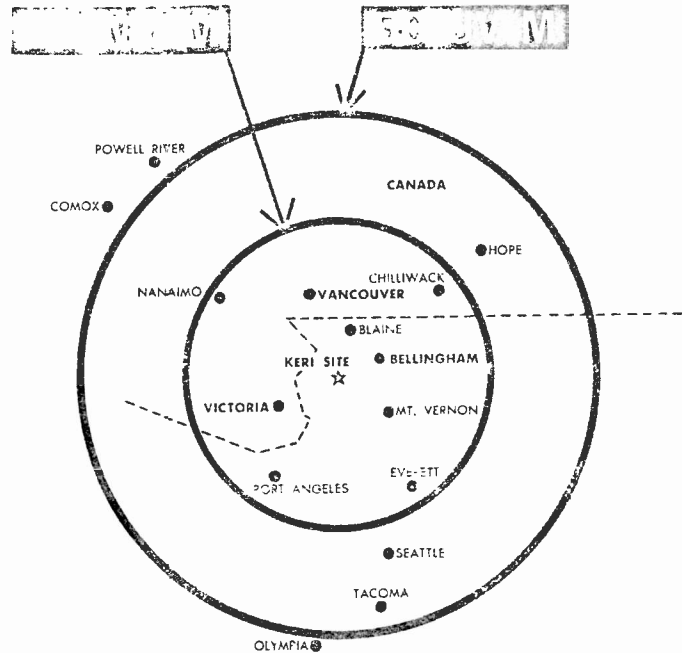 POWELL RIVER
CANADA
COMOX
HOPE
CHILLIWACK
NANAIMO
VANCOUVER
BLAINE
KERI SITE
BELLINGHAM
VICTORIA
MT. VERNON
EVERETT
PORT ANGELES
SEATTLE
TACOMA
OLYMPIA